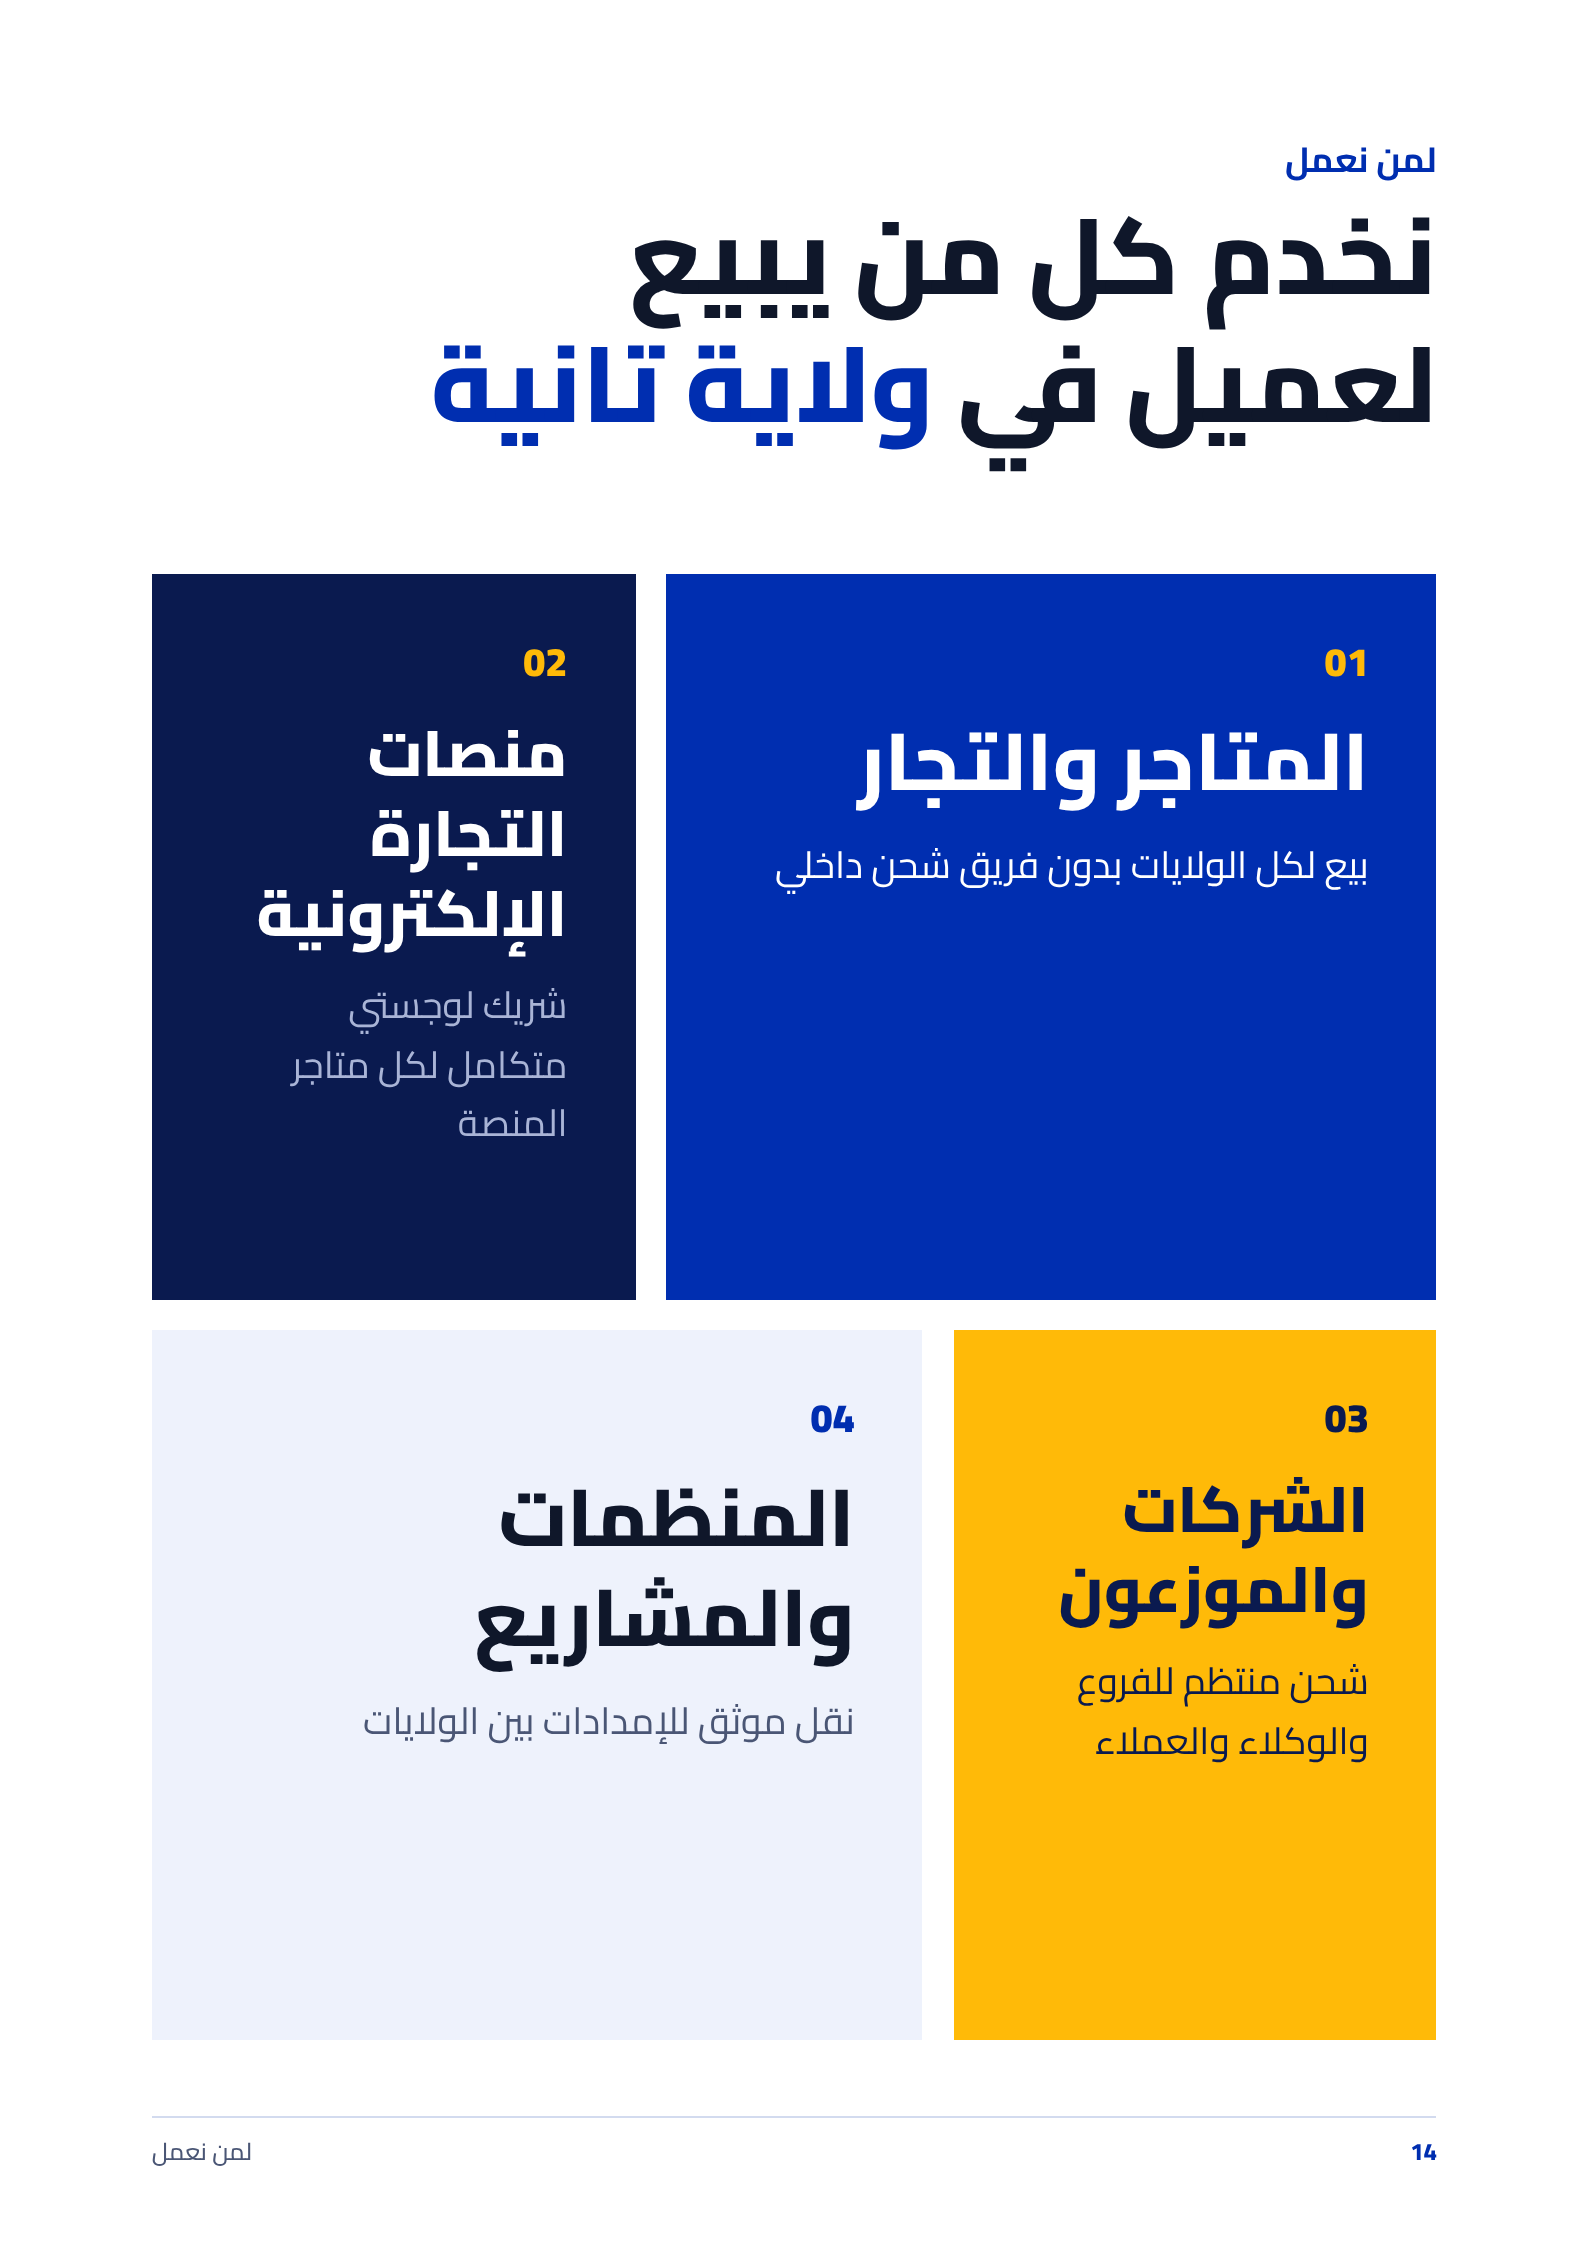 لمن نعمل
نخدم كل من يبيع
لعميل في ولاية تانية
01
المتاجر والتجار
بيع لكل الولايات بدون فريق شحن داخلي
02
منصات
التجارة
الإلكترونية
شريك لوجستي
متكامل لكل متاجر
المنصة
03
الشركات
والموزعون
شحن منتظم للفروع
والوكلاء والعملاء
04
المنظمات
والمشاريع
نقل موثق للإمدادات بين الولايات
14
لمن نعمل